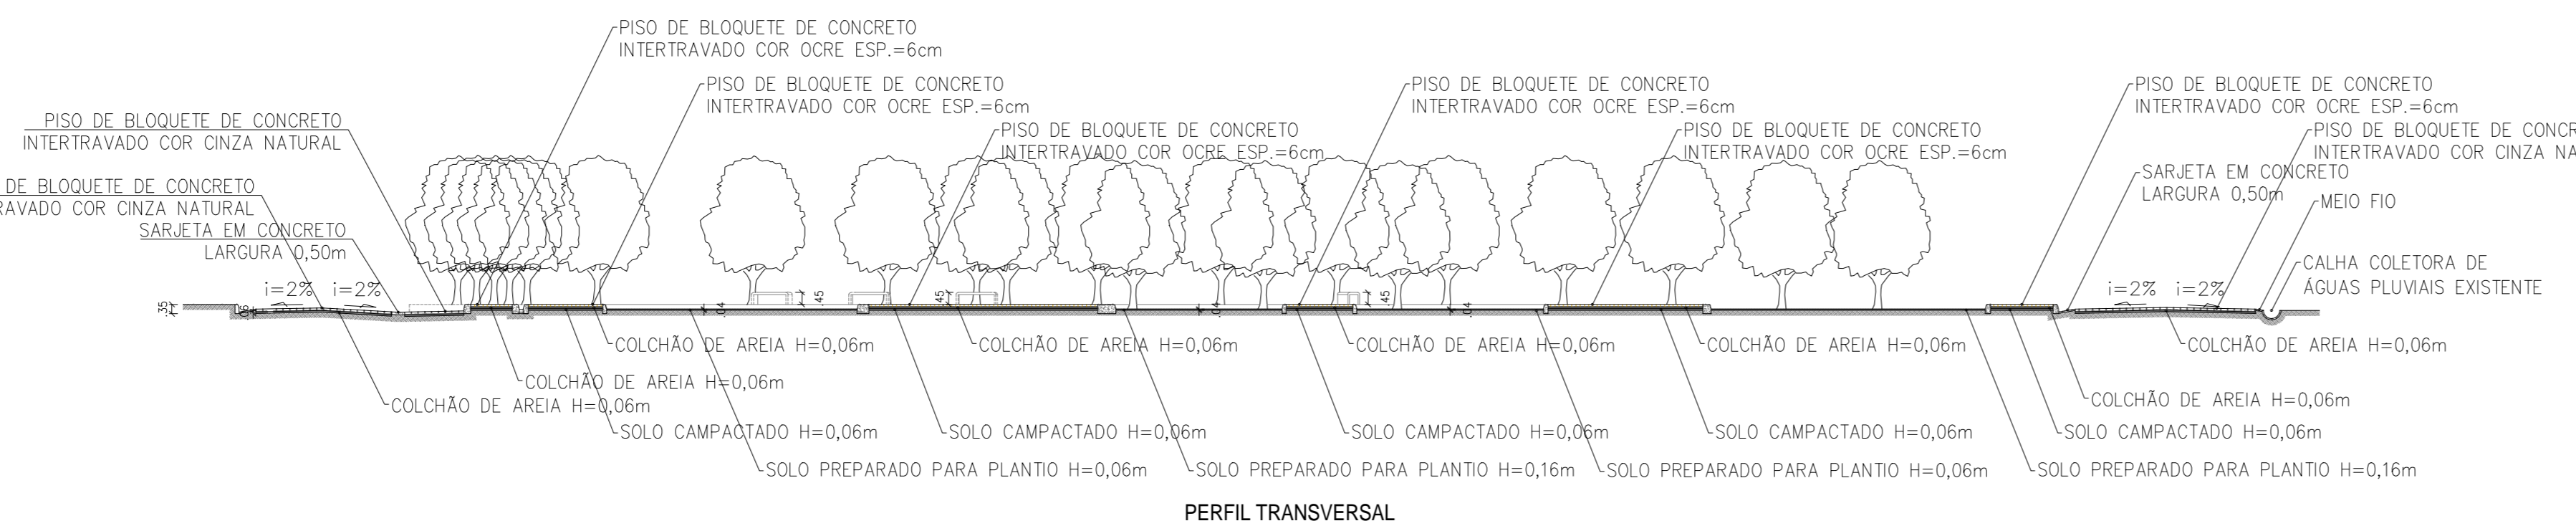 PISO DE BLOQUETE DE CONCRETO
INTERTRAVADO COR OCRE ESP.=6cm
PISO DE BLOQUETE DE CONCRETO
INTERTRAVADO COR OCRE ESP.=6cm
PISO DE BLOQUETE DE CONCRETO
INTERTRAVADO COR OCRE ESP.=6cm
PISO DE BLOQUETE DE CONCRETO
INTERTRAVADO COR OCRE ESP.=6cm
PISO DE BLOQUETE DE CONCRETO
INTERTRAVADO COR CINZA NATURAL
PISO DE BLOQUETE DE CONCRETO
INTERTRAVADO COR OCRE ESP.=6cm
PISO DE BLOQUETE DE CONCRETO
INTERTRAVADO COR OCRE ESP.=6cm
PISO DE BLOQUETE DE CONCR
INTERTRAVADO COR CINZA NA
DE BLOQUETE DE CONCRETO
RAVADO COR CINZA NATURAL
SARJETA EM CONCRETO
LARGURA 0,50m
SARJETA EM CONCRETO
LARGURA 0,50m
MEIO FIO
CALHA COLETORA DE
ÁGUAS PLUVIAIS EXISTENTE
i=2% i=2%
i=2% i=2%
.35
.06
.45
.45
.45
.04
.04
.04
COLCHÃO DE AREIA H=0,06m
COLCHÃO DE AREIA H=0,06m
COLCHÃO DE AREIA H=0,06m
COLCHÃO DE AREIA H=0,06m
COLCHÃO DE AREIA H=0,06m
COLCHÃO DE AREIA H=0,06m
COLCHÃO DE AREIA H=0,06m
COLCHÃO DE AREIA H=0,06m
SOLO CAMPACTADO H=0,06m
SOLO CAMPACTADO H=0,06m
SOLO CAMPACTADO H=0,06m
SOLO CAMPACTADO H=0,06m
SOLO CAMPACTADO H=0,06m
SOLO PREPARADO PARA PLANTIO H=0,06m
SOLO PREPARADO PARA PLANTIO H=0,16m
SOLO PREPARADO PARA PLANTIO H=0,06m
SOLO PREPARADO PARA PLANTIO H=0,16m
PERFIL TRANSVERSAL